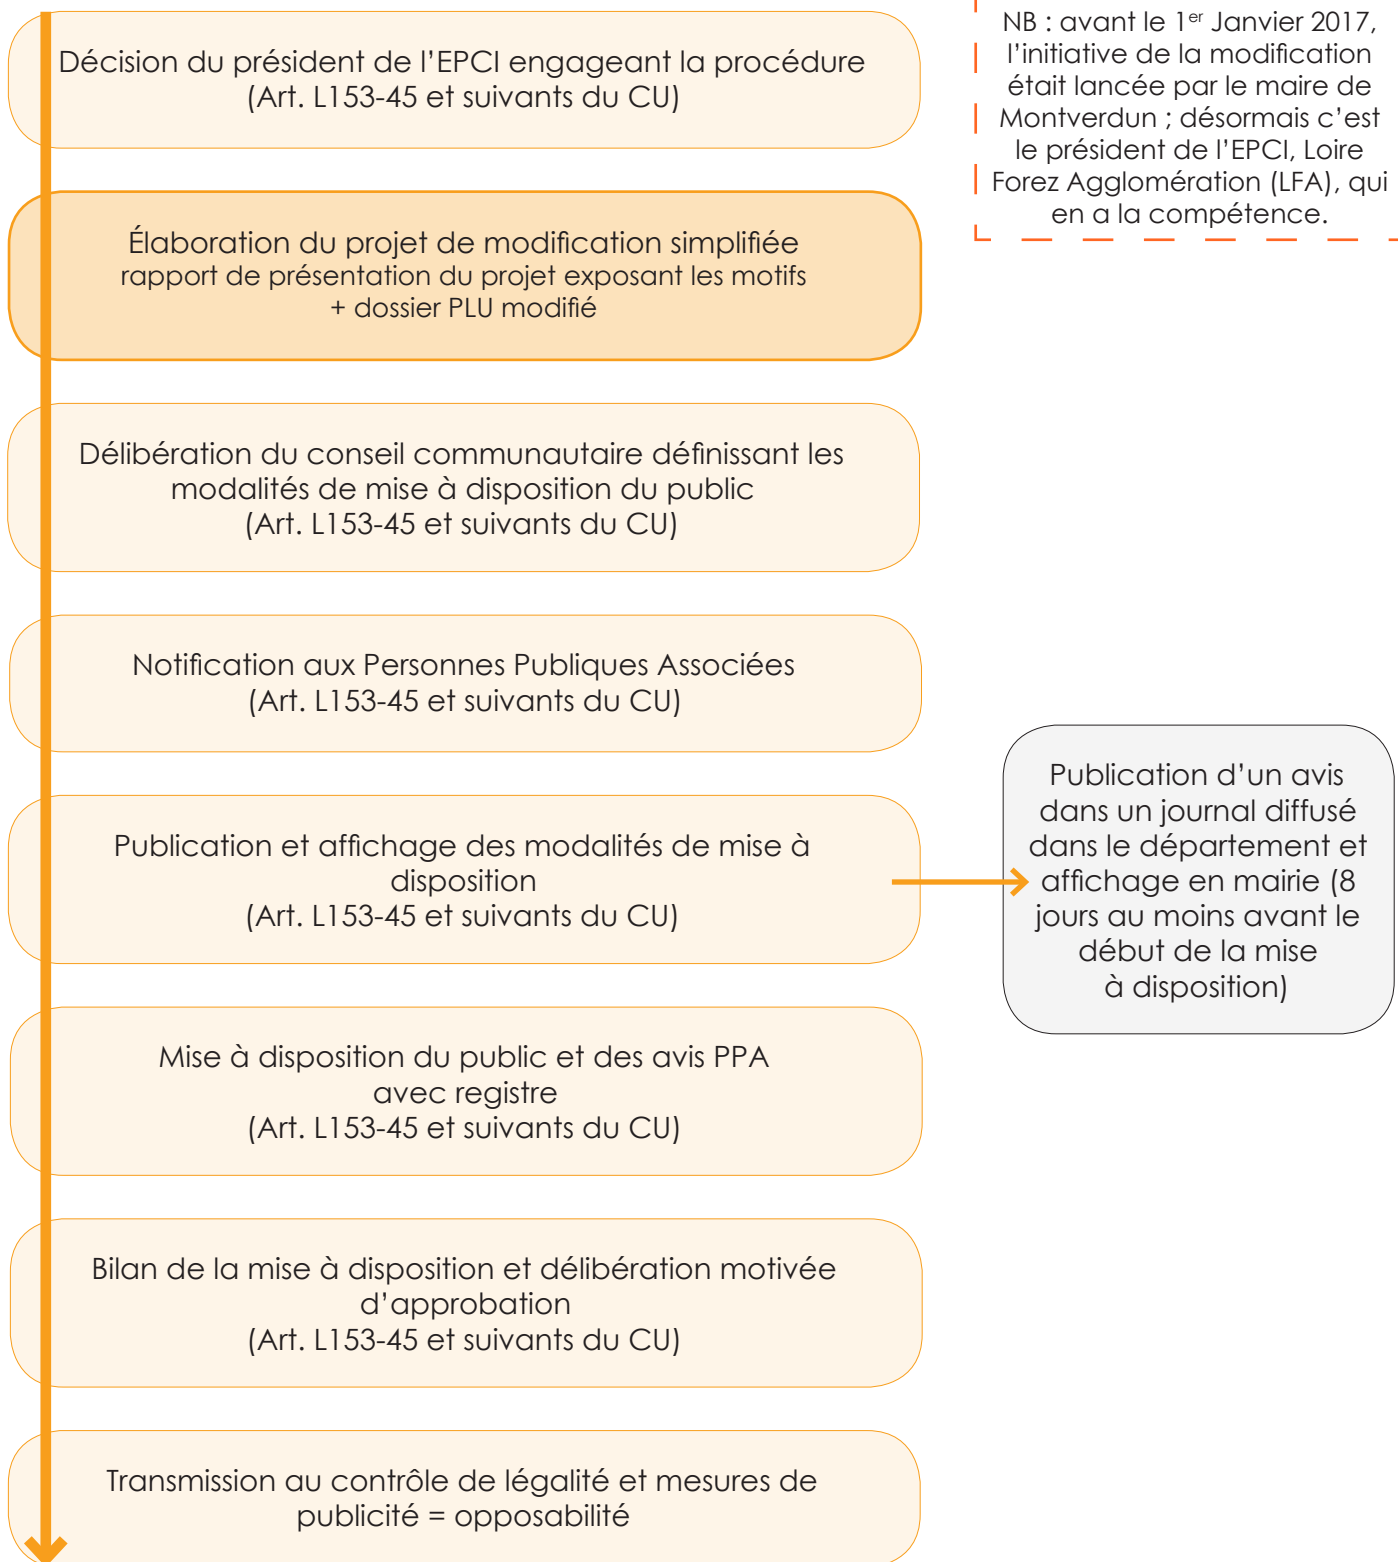 Décision du président de l’EPCI engageant la procédure
(Art. L153-45 et suivants du CU)
NB : avant le 1er Janvier 2017,
l’initiative de la modification
était lancée par le maire de
Montverdun ; désormais c’est
le président de l’EPCI, Loire
Forez Agglomération (LFA), qui
en a la compétence.
Élaboration du projet de modification simplifiée
rapport de présentation du projet exposant les motifs
+ dossier PLU modifié
Délibération du conseil communautaire définissant les
modalités de mise à disposition du public
(Art. L153-45 et suivants du CU)
Notification aux Personnes Publiques Associées
(Art. L153-45 et suivants du CU)
Publication et affichage des modalités de mise à
disposition
(Art. L153-45 et suivants du CU)
Publication d’un avis
dans un journal diffusé
dans le département et
affichage en mairie (8
jours au moins avant le
début de la mise
à disposition)
Mise à disposition du public et des avis PPA
avec registre
(Art. L153-45 et suivants du CU)
Bilan de la mise à disposition et délibération motivée
d’approbation
(Art. L153-45 et suivants du CU)
Transmission au contrôle de légalité et mesures de
publicité = opposabilité